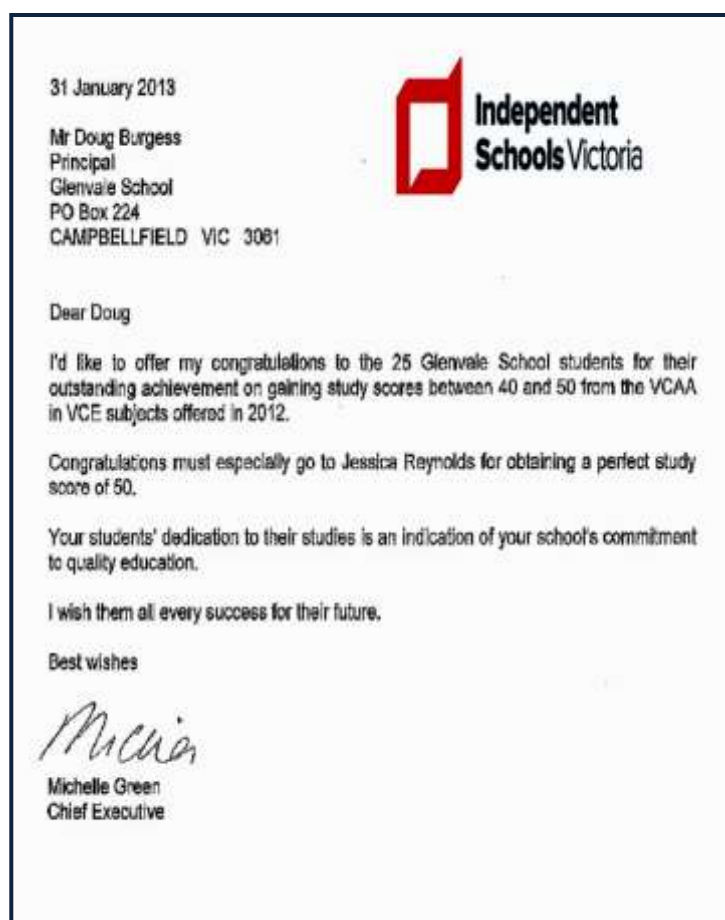 31 January 2013
Independent
Schools Victoria
Mr Doug Burgess
Principal
Glenvale School
PO Box 224
CAMPBELLFIELD VIC 3061
Dear Doug
I'd like to offer my congratulations to the 25 Glenvale School students for their
outstanding achievement on gaining study scores between 40 and 50 from the VCAA
in VCE subjects offered in 2012.
Congratulations must especially go to Jessica Reynolds for obtaining a perfect study
score of 50.
Your students' dedication to their studies is an indication of your school's commitment
to quality education.
I wish them all every success for their future.
Best wishes
Michelle Green
Chief Executive